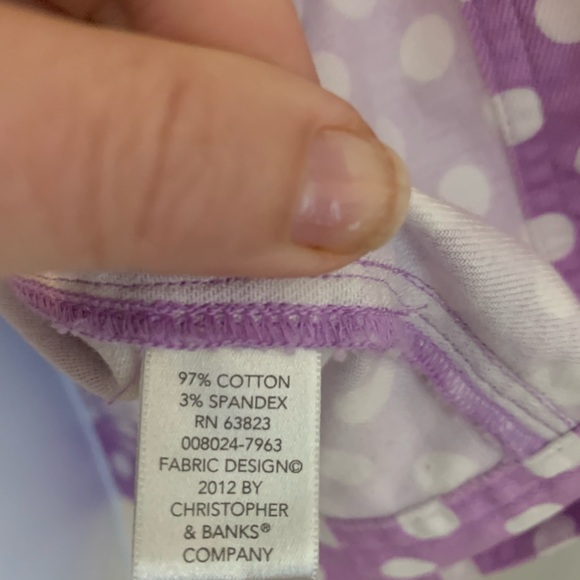 97% COTTON
3% SPANDEX
RN 63823
008024-7963
FABRIC DESIGN©
2012 BY
CHRISTOPHER
& BANKS®
COMPANY